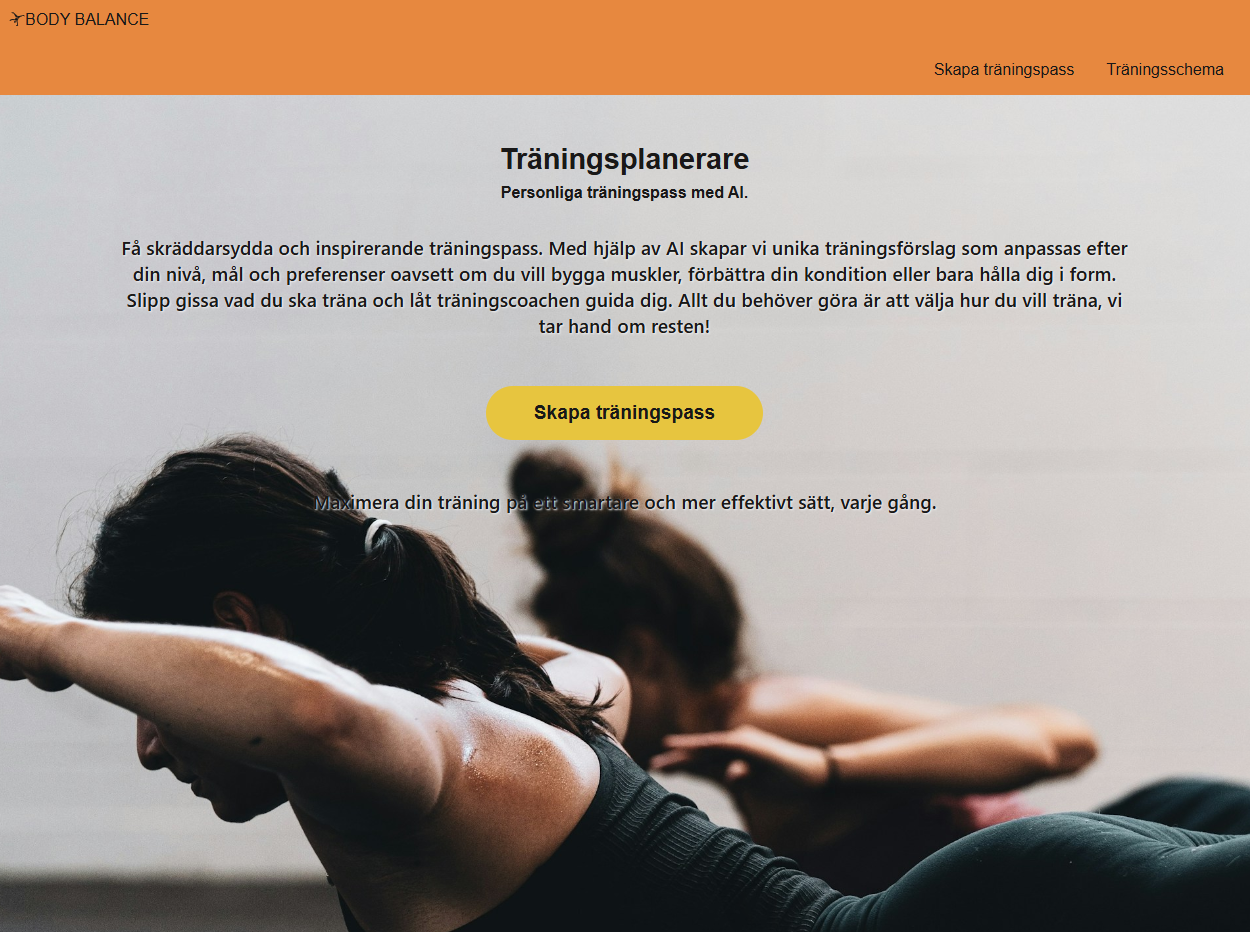 BODY BALANCE
Skapa träningspass Träningsschema
Träningsplanerare
Personliga träningspass med AI.
Få skräddarsydda och inspirerande träningspass. Med hjälp av AI skapar vi unika träningsförslag som anpassas efter
din nivå, mål och preferenser oavsett om du vill bygga muskler, förbättra din kondition eller bara hålla dig i form.
Slipp gissa vad du ska träna och låt träningscoachen guida dig. Allt du behöver göra är att välja hur du vill träna, vi
tar hand om resten!
Skapa träningspass
Maximera din träning på ett smartare och mer effektivt sätt, varje gång.